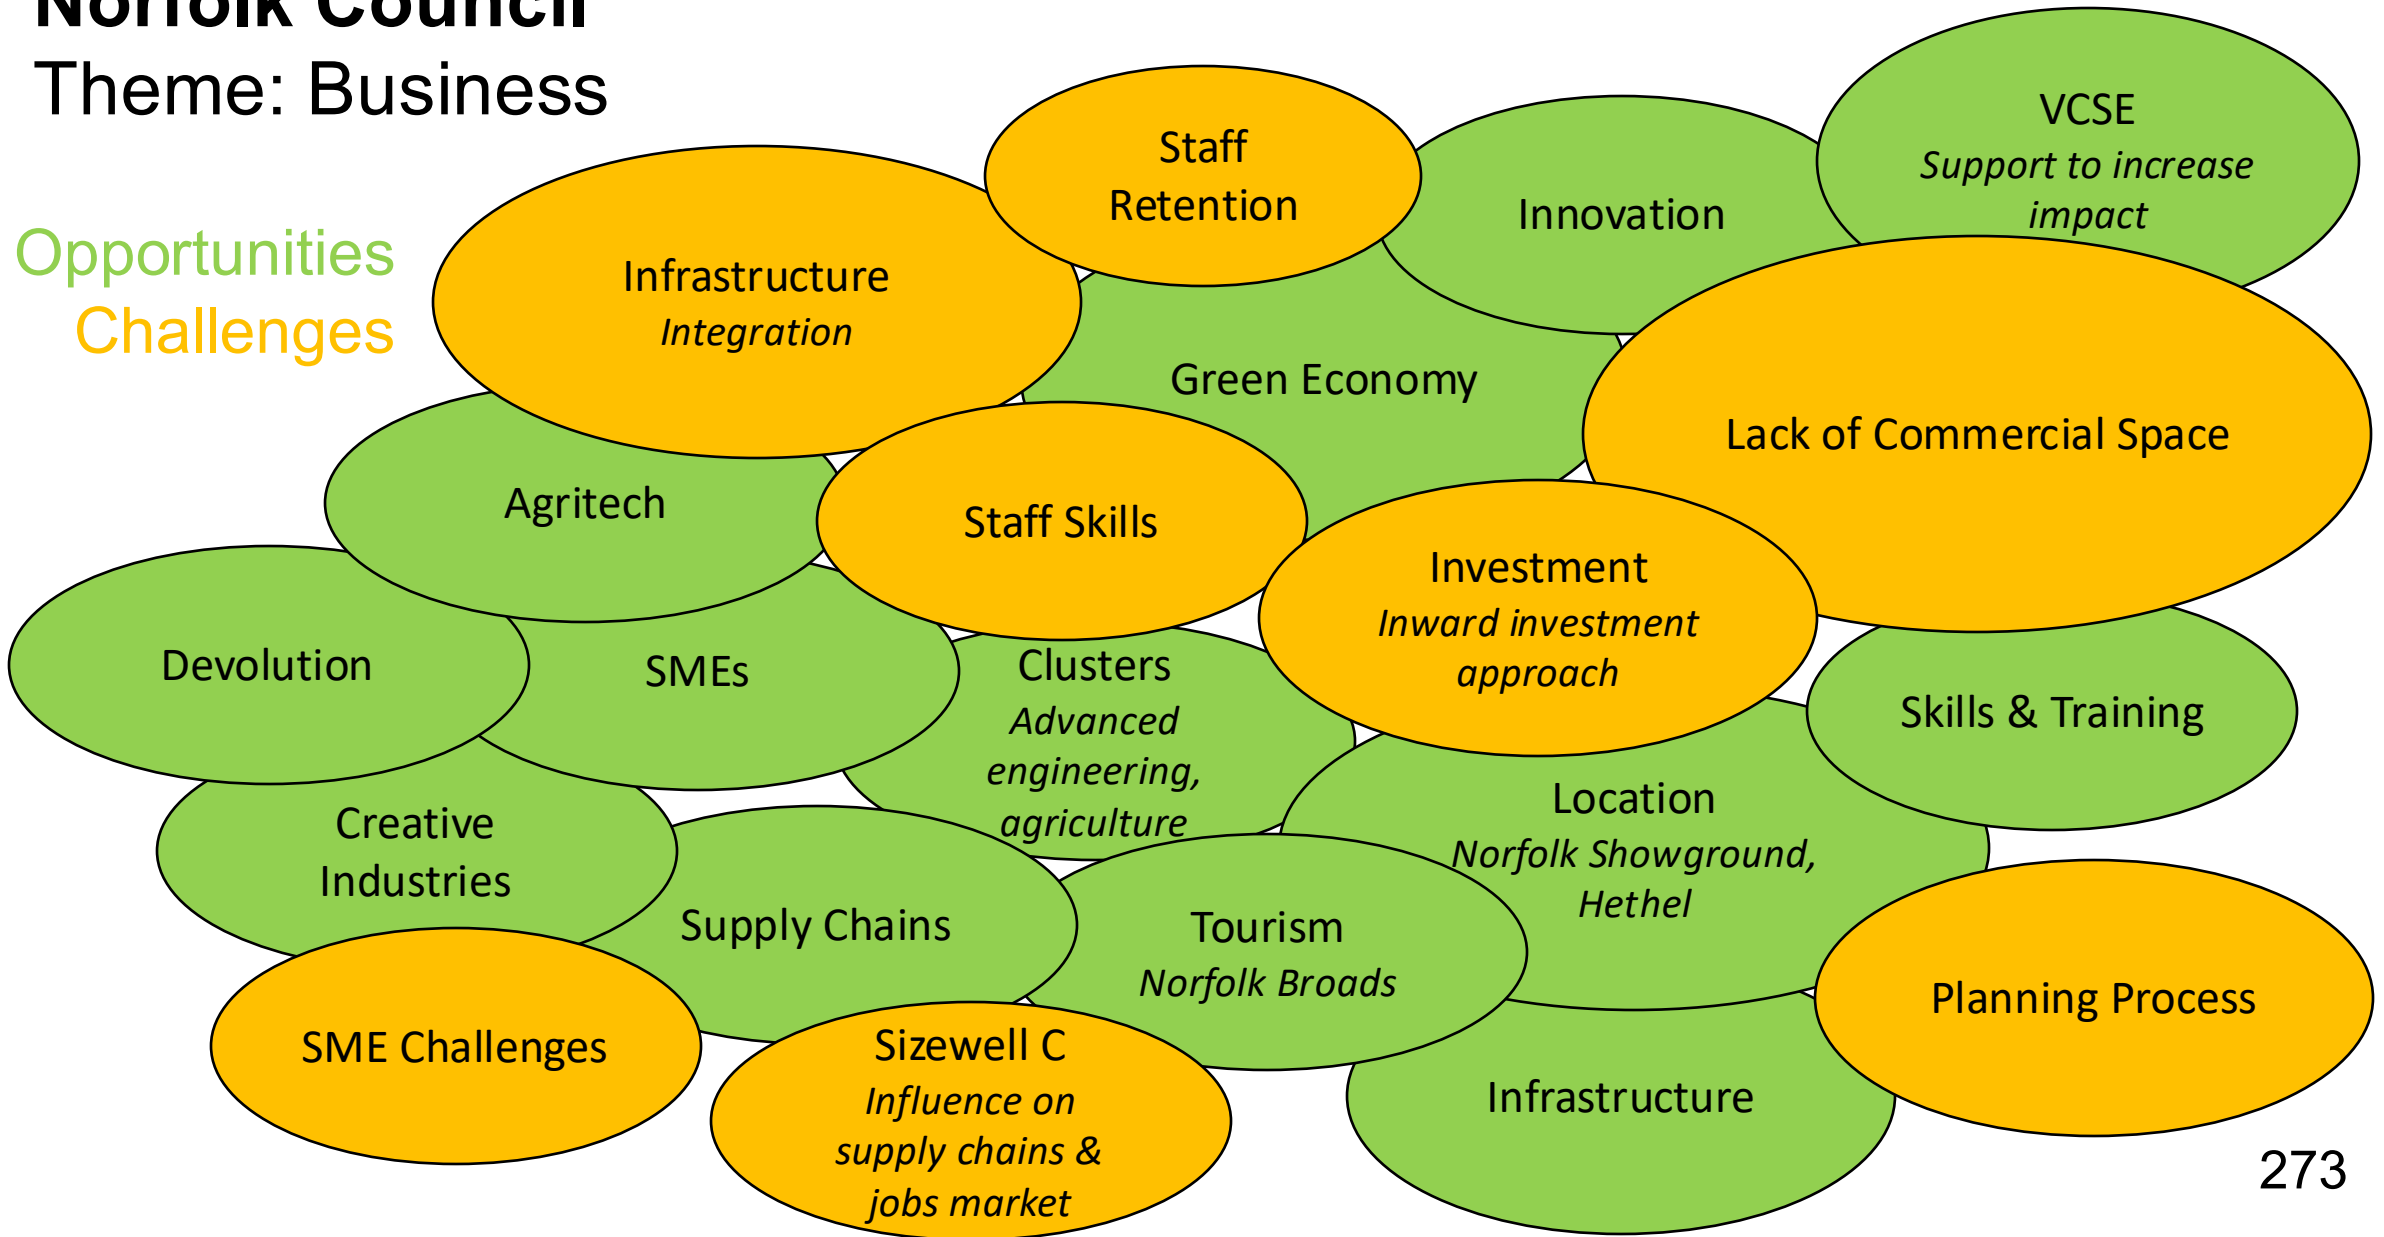 Norfolk Council
Theme: Business
Opportunities
Challenges
Staff
Retention
VCSE
Support to increase
impact
Innovation
Infrastructure
Integration
Green Economy
Lack of Commercial Space
Agritech
Staff Skills
Investment
Inward investment
approach
Devolution
SMEs
Clusters
Advanced
engineering,
agriculture
Skills & Training
Location
Norfolk Showground,
Hethel
Creative
Industries
Supply Chains
Tourism
Norfolk Broads
Planning Process
SME Challenges
Sizewell C
Influence on
supply chains &
jobs market
Infrastructure
273